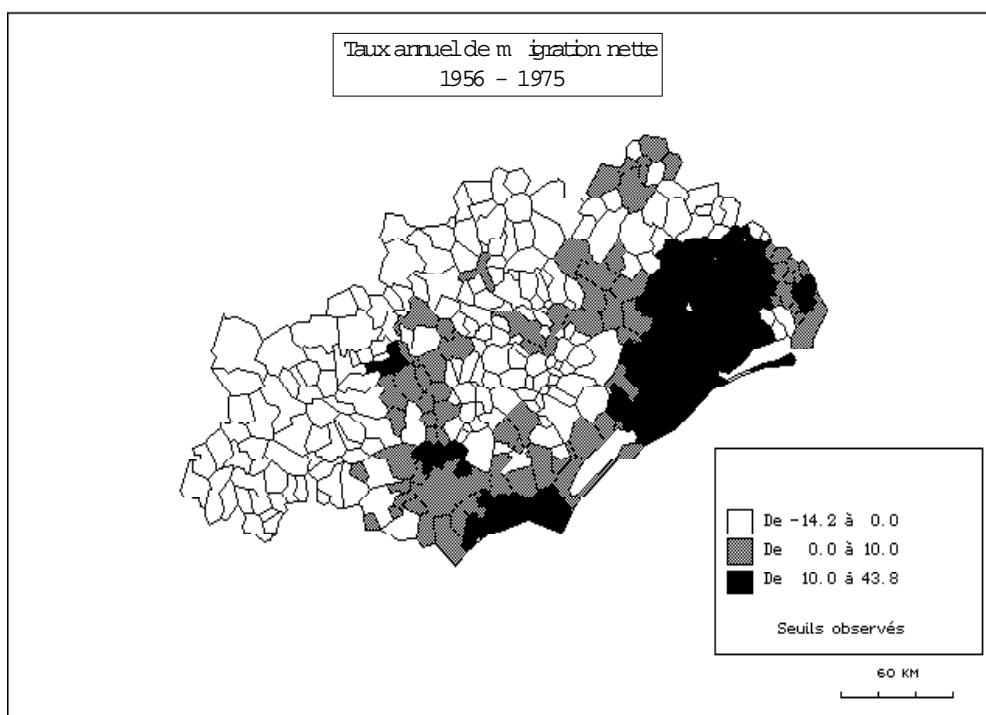 Taux annuel de m igration nette
1956 - 1975
De -14.2 à 0.0
De 0.0 à 10.0
De 10.0 à 43.8
Seuils observés
60 KM